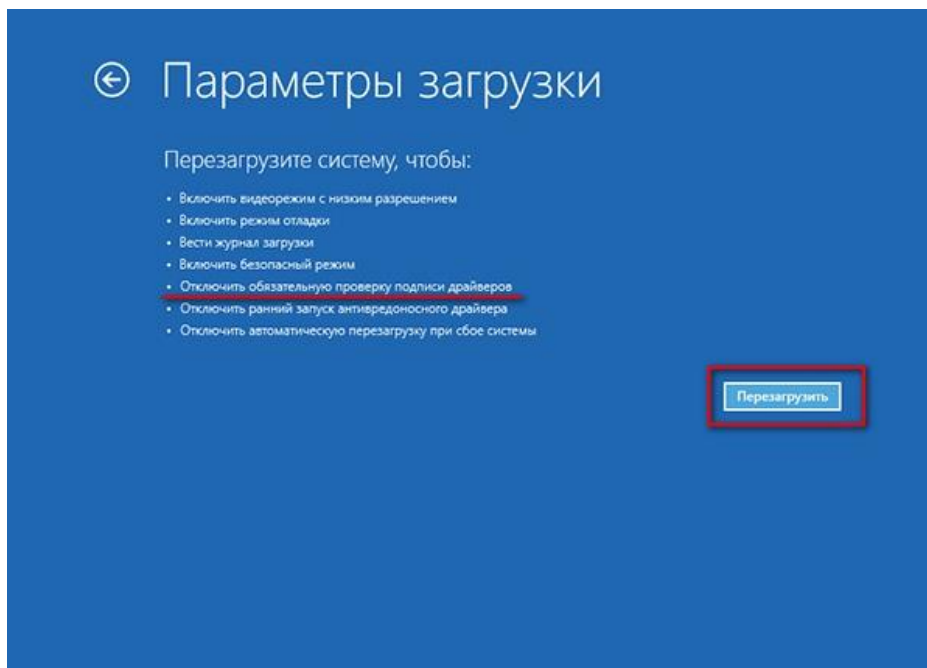 Параметры загрузки
Перезагрузите систему, чтобы:
• Включить видеорежим с низким разрешением
• Включить режим отладки
• Вести журнал загрузки
• Включить безопасный режим
• Отключить обязательную проверку подписи драйверов
• Отключить ранний запуск антивредоносного драйвера
• Отключить автоматическую перезагрузку при сбое системы
Перезагрузить